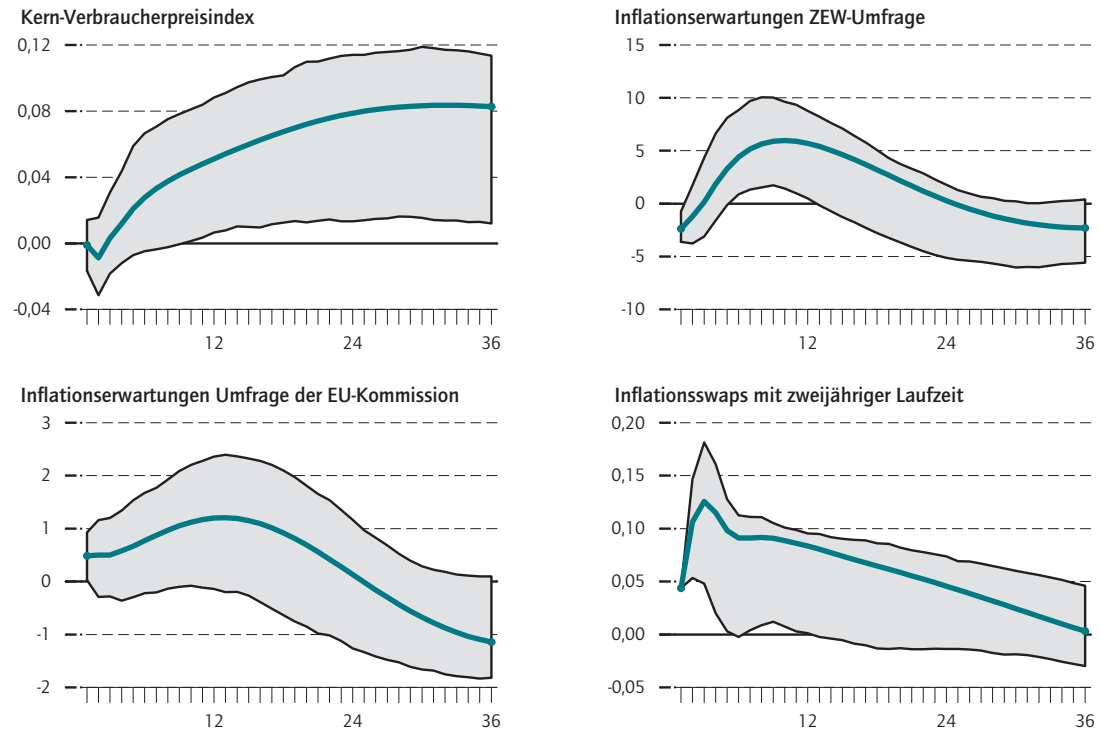 Kern-Verbraucherpreisindex
0,12
0,08
0,04
0,00
-0,04
12 24 36
Inflationserwartungen ZEW-Umfrage
15
10
5
0
-5
-10
12 24 36
Inflationserwartungen Umfrage der EU-Kommission
3
2
1
0
-1
-2
12 24 36
Inflationsswaps mit zweijähriger Laufzeit
0,20
0,15
0,10
0,05
0,00
-0,05
12 24 36